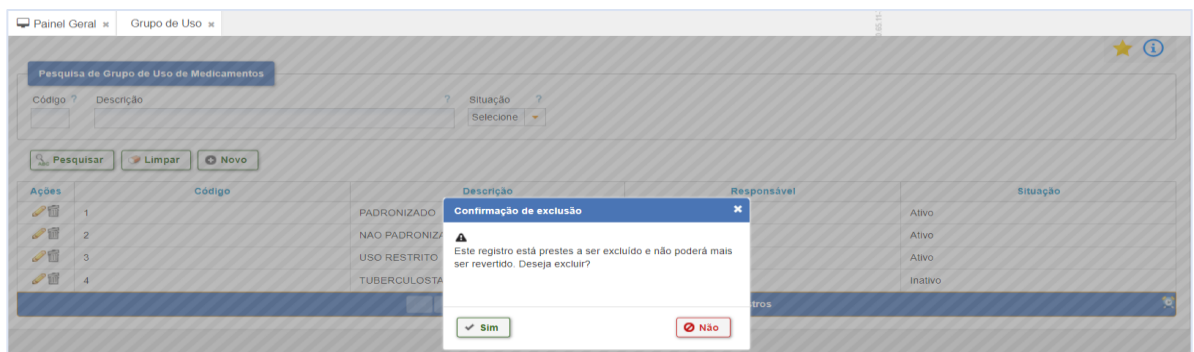 Painel Geral × Grupo de Uso ×
Pesquisa de Grupo de Uso de Medicamentos
Código ? Descrição ? Situação ?
Selecione
Pesquisar Limpar Novo
Ações Código Descrição Responsável Situação
1 PADRONIZADO Ativo
2 NAO PADRONIZA Ativo
3 USO RESTRITO Ativo
4 TUBERCULOSTA Inativo
Confirmação de exclusão ×
Este registro está prestes a ser excluído e não poderá mais
ser revertido. Deseja excluir?
tros
Sim Não